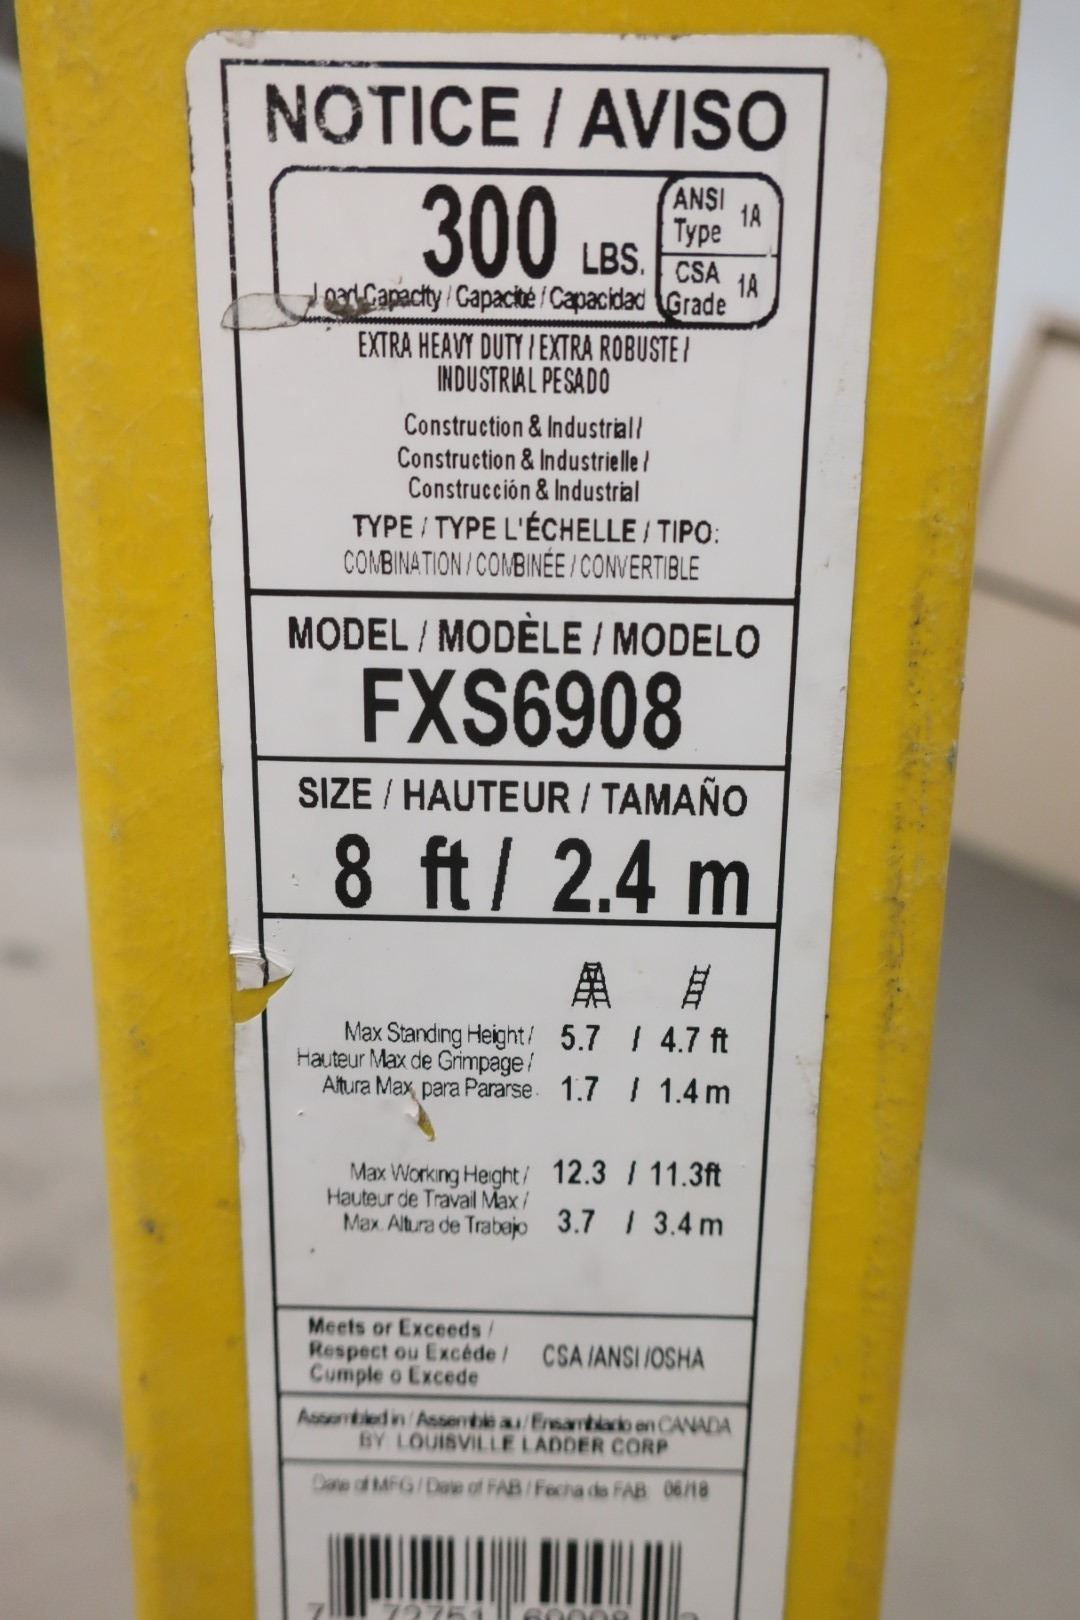 NOTICE / AVISO
300 LBS.
Load Capacity / Capacité / Capacidad
ANSI Type 1A
CSA Grade 1A
EXTRA HEAVY DUTY / EXTRA ROBUSTE /
INDUSTRIAL PESADO
Construction & Industrial /
Construction & Industrielle /
Construcción & Industrial
TYPE / TYPE L'ÉCHELLE / TIPO:
COMBINATION / COMBINÉE / CONVERTIBLE
MODEL / MODÈLE / MODELO
FXS6908
SIZE / HAUTEUR / TAMAÑO
8 ft / 2.4 m
Max Standing Height / 5.7 / 4.7 ft
Hauteur Max de Grimpage /
Altura Max para Pararse 1.7 / 1.4 m
Max Working Height / 12.3 / 11.3ft
Hauteur de Travail Max /
Max. Altura de Trabajo 3.7 / 3.4 m
Meets or Exceeds /
Respect ou Excéde / CSA /ANSI /OSHA
Cumple o Excede
Assembled in / Assemblé au / Ensamblado en CANADA
BY LOUISVILLE LADDER CORP
Date of MFG / Date of FAB / Fecha de FAB 06/18
7 72751 69008